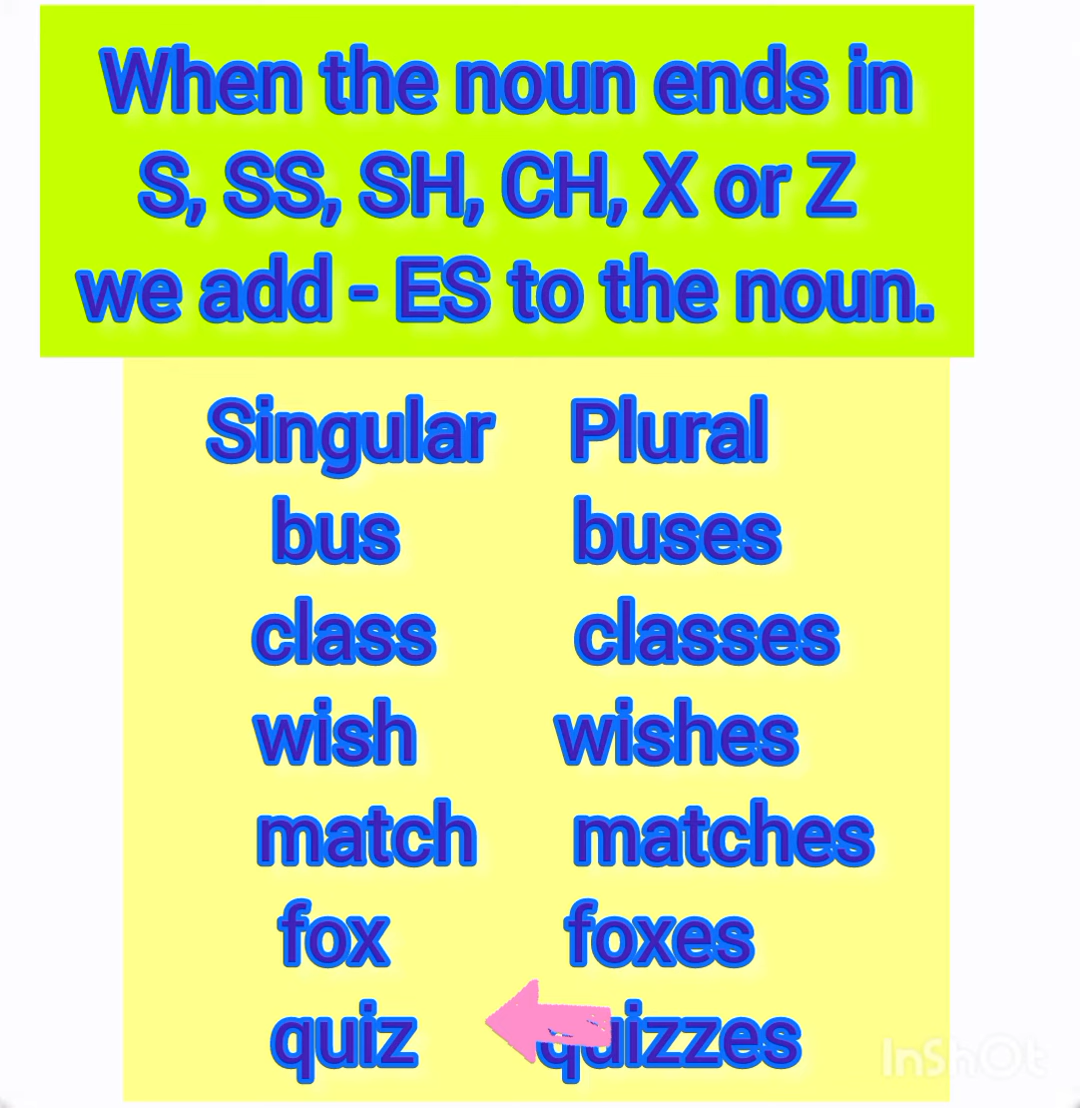 When the noun ends in
S, SS, SH, CH, X or Z
we add - ES to the noun.
Singular Plural
bus buses
class classes
wish wishes
match matches
fox foxes
quiz quizzes
InShOt